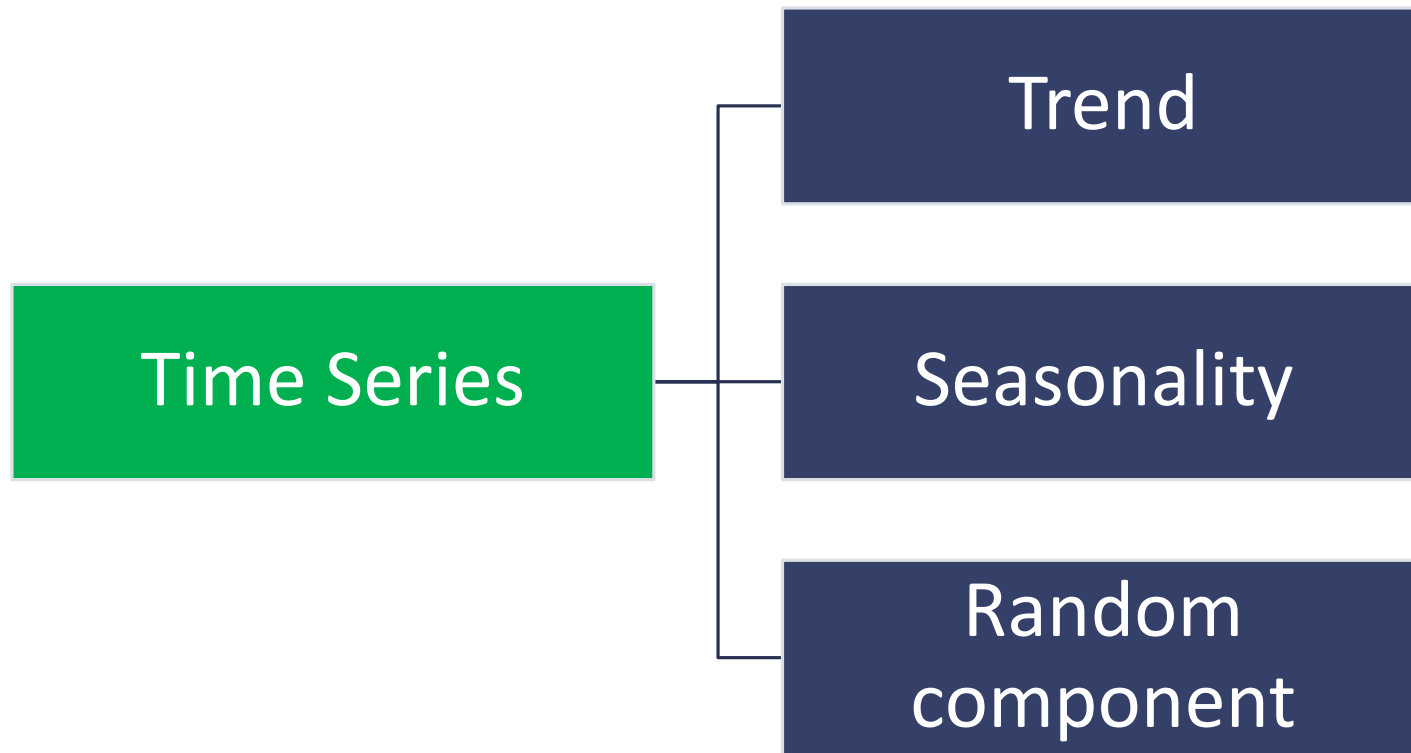 Trend
Time Series
Seasonality
Random
component